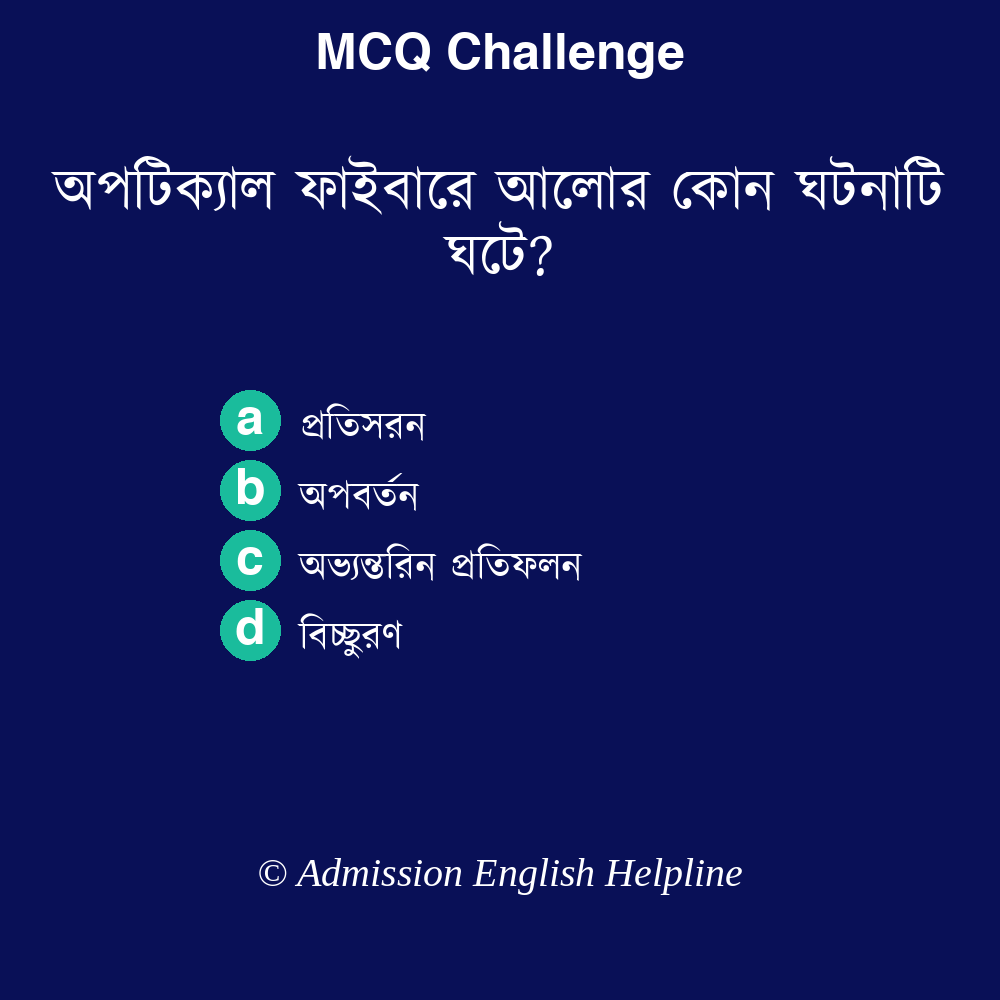 MCQ Challenge
অপটিক্যাল ফাইবারে আলোর কোন ঘটনাটি
ঘটে?
a প্রতিসরন
b অপবর্তন
c অভ্যন্তরিন প্রতিফলন
d বিচ্ছুরণ
© Admission English Helpline